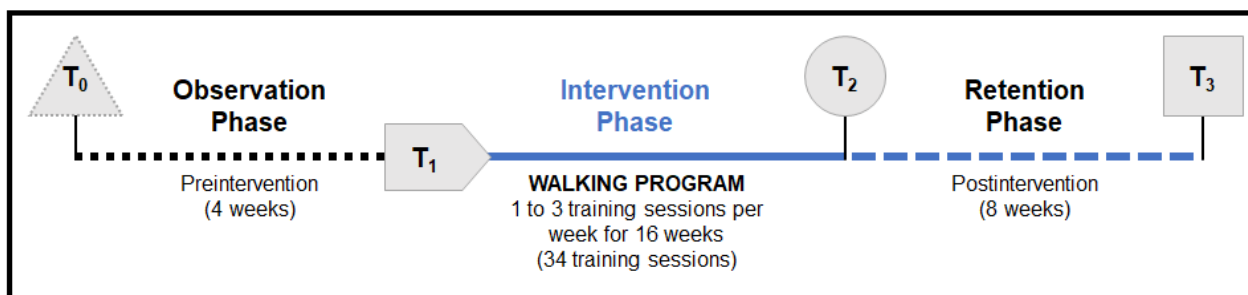 T0
Observation
Phase
Preintervention
(4 weeks)
T1
Intervention
Phase
WALKING PROGRAM
1 to 3 training sessions per
week for 16 weeks
(34 training sessions)
T2
Retention
Phase
Postintervention
(8 weeks)
T3